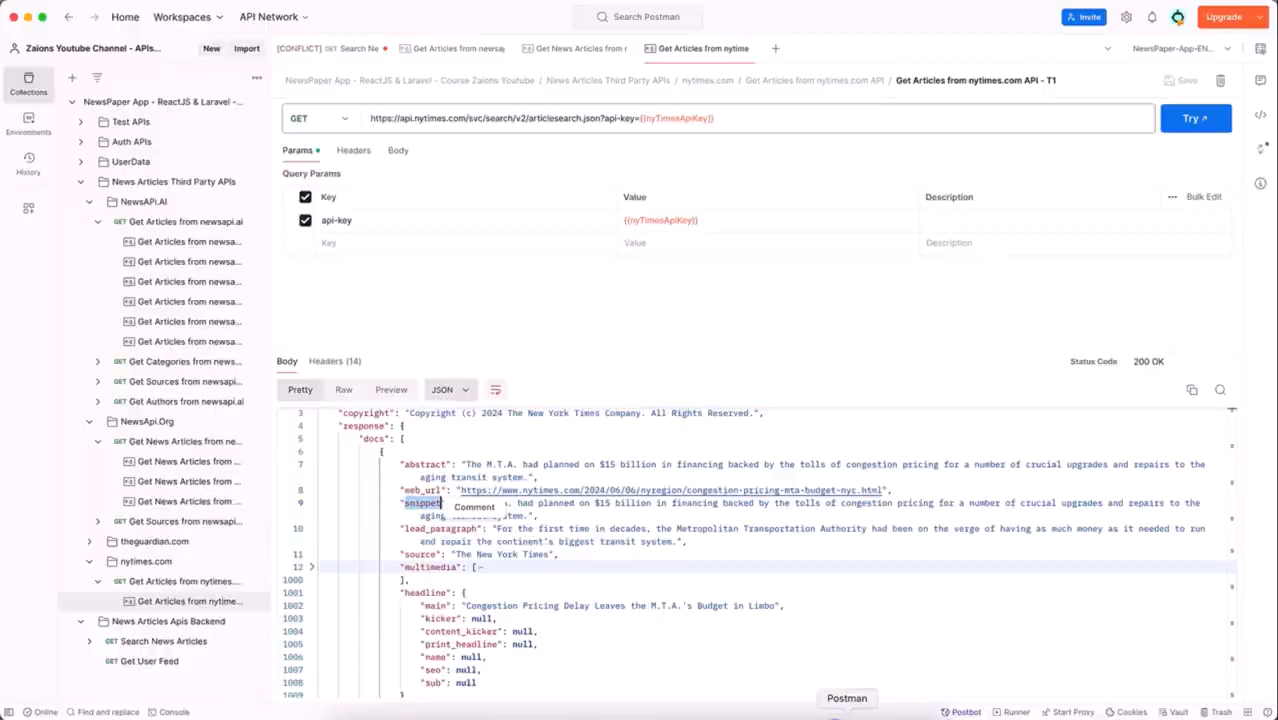 Home Workspaces API Network Search Postman Invite Upgrade
Zaions Youtube Channel - APIs... New Import
[CONFLICT] GET Search Ne Get Articles from newsap Get News Articles from r Get Articles from nytime NewsPaper-App-EN...
Collections
Environments
History
NewsPaper App - ReactJS & Laravel -...
Test APIs
Auth APIs
UserData
News Articles Third Party APIs
NewsApi.AI
GET Get Articles from newsapi.ai
Get Articles from newsa...
Get Articles from newsa...
Get Articles from newsa...
Get Articles from newsa...
Get Articles from newsa...
Get Articles from newsa...
GET Get Categories from news...
GET Get Sources from newsapi...
GET Get Authors from newsapi.ai
NewsApi.Org
GET Get News Articles from ne...
Get News Articles from ...
Get News Articles from ...
Get News Articles from ...
GET Get Sources from newsapi...
theguardian.com
nytimes.com
GET Get Articles from nytimes....
Get Articles from nytime...
News Articles Apis Backend
GET Search News Articles
GET Get User Feed
NewsPaper App - ReactJS & Laravel - Course Zaions Youtube / News Articles Third Party APIs / nytimes.com / Get Articles from nytimes.com API / Get Articles from nytimes.com API - T1 Save
GET https://api.nytimes.com/svc/search/v2/articlesearch.json?api-key={{nyTimesApiKey}} Try
Params Headers Body
Query Params
Key Value Description Bulk Edit
api-key {{nyTimesApiKey}}
Key Value Description
Body Headers (14) Status Code 200 OK
Pretty Raw Preview JSON
3 "copyright": "Copyright (c) 2024 The New York Times Company. All Rights Reserved.",
4 "response": {
5 "docs": [
6 {
7 "abstract": "The M.T.A. had planned on $15 billion in financing backed by the tolls of congestion pricing for a number of crucial upgrades and repairs to the
aging transit system.",
8 "web_url": "https://www.nytimes.com/2024/06/06/nyregion/congestion-pricing-mta-budget-nyc.html",
9 "snippet Comment . had planned on $15 billion in financing backed by the tolls of congestion pricing for a number of crucial upgrades and repairs to the
aging tem.",
10 "lead_paragraph": "For the first time in decades, the Metropolitan Transportation Authority had been on the verge of having as much money as it needed to run
and repair the continent's biggest transit system.",
11 "source": "The New York Times",
12 "multimedia": [
1000 ],
1001 "headline": {
1002 "main": "Congestion Pricing Delay Leaves the M.T.A.'s Budget in Limbo",
1003 "kicker": null,
1004 "content_kicker": null,
1005 "print_headline": null,
1006 "name": null,
1007 "seo": null,
1008 "sub": null
1009 }
Postman
Online Find and replace Console Postbot Runner Start Proxy Cookies Vault Trash